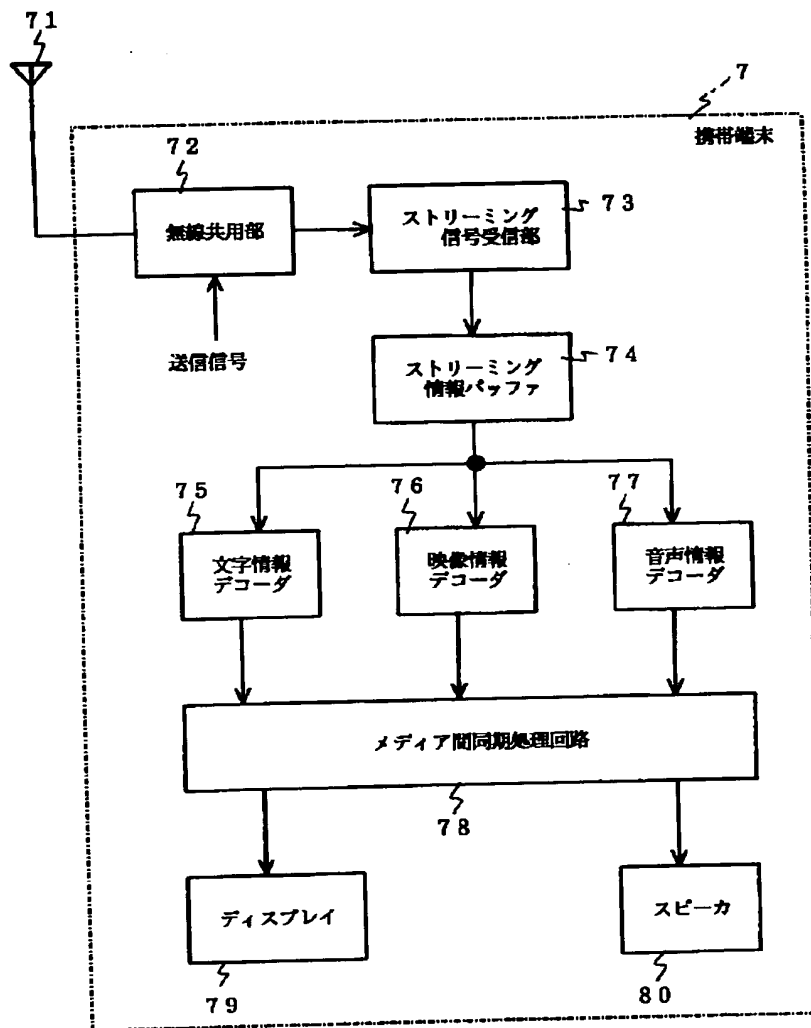 71
7
携帯端末
72
無線共用部
送信信号
ストリーミング
信号受信部
73
ストリーミング
情報バッファ
74
75
文字情報
デコーダ
76
映像情報
デコーダ
77
音声情報
デコーダ
メディア間同期処理回路
78
ディスプレイ
79
スピーカ
80